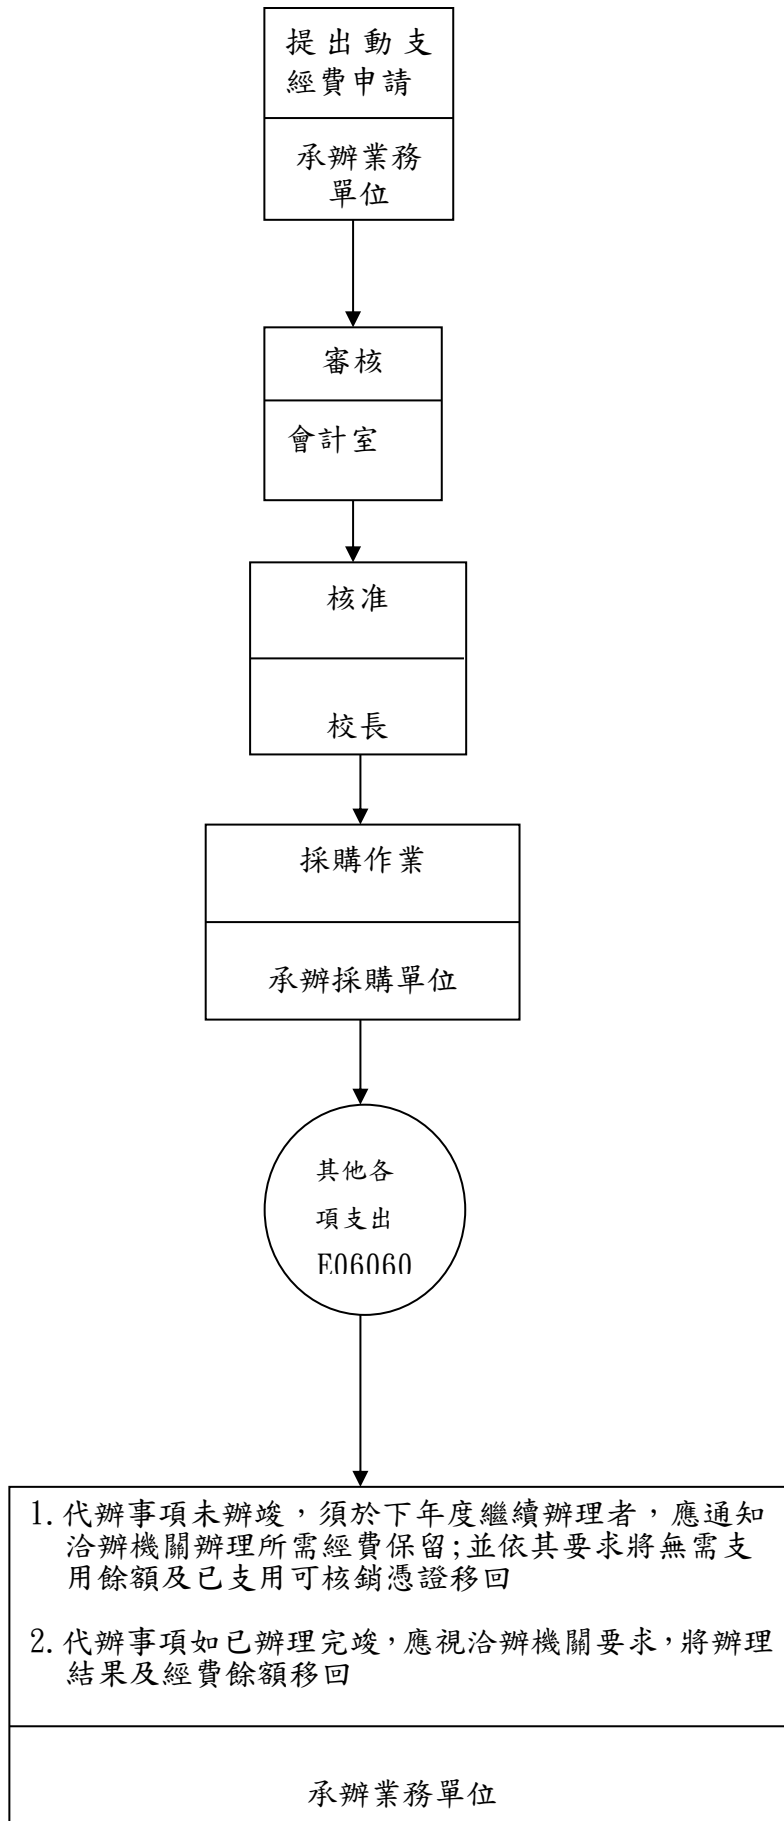 提出動支
經費申請
承辦業務
單位
審核
會計室
核准
校長
採購作業
承辦採購單位
其他各
項支出
E06060
1.代辦事項未辦竣，須於下年度繼續辦理者，應通知
洽辦機關辦理所需經費保留;並依其要求將無需支
用餘額及已支用可核銷憑證移回
2.代辦事項如已辦理完竣，應視洽辦機關要求，將辦理
結果及經費餘額移回
承辦業務單位